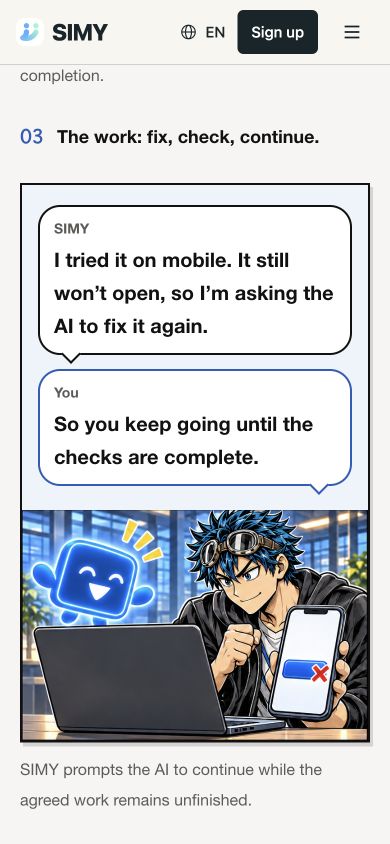 SIMY
EN
Sign up
completion.
03 The work: fix, check, continue.
SIMY
I tried it on mobile. It still
won’t open, so I’m asking the
AI to fix it again.
You
So you keep going until the
checks are complete.
SIMY prompts the AI to continue while the
agreed work remains unfinished.